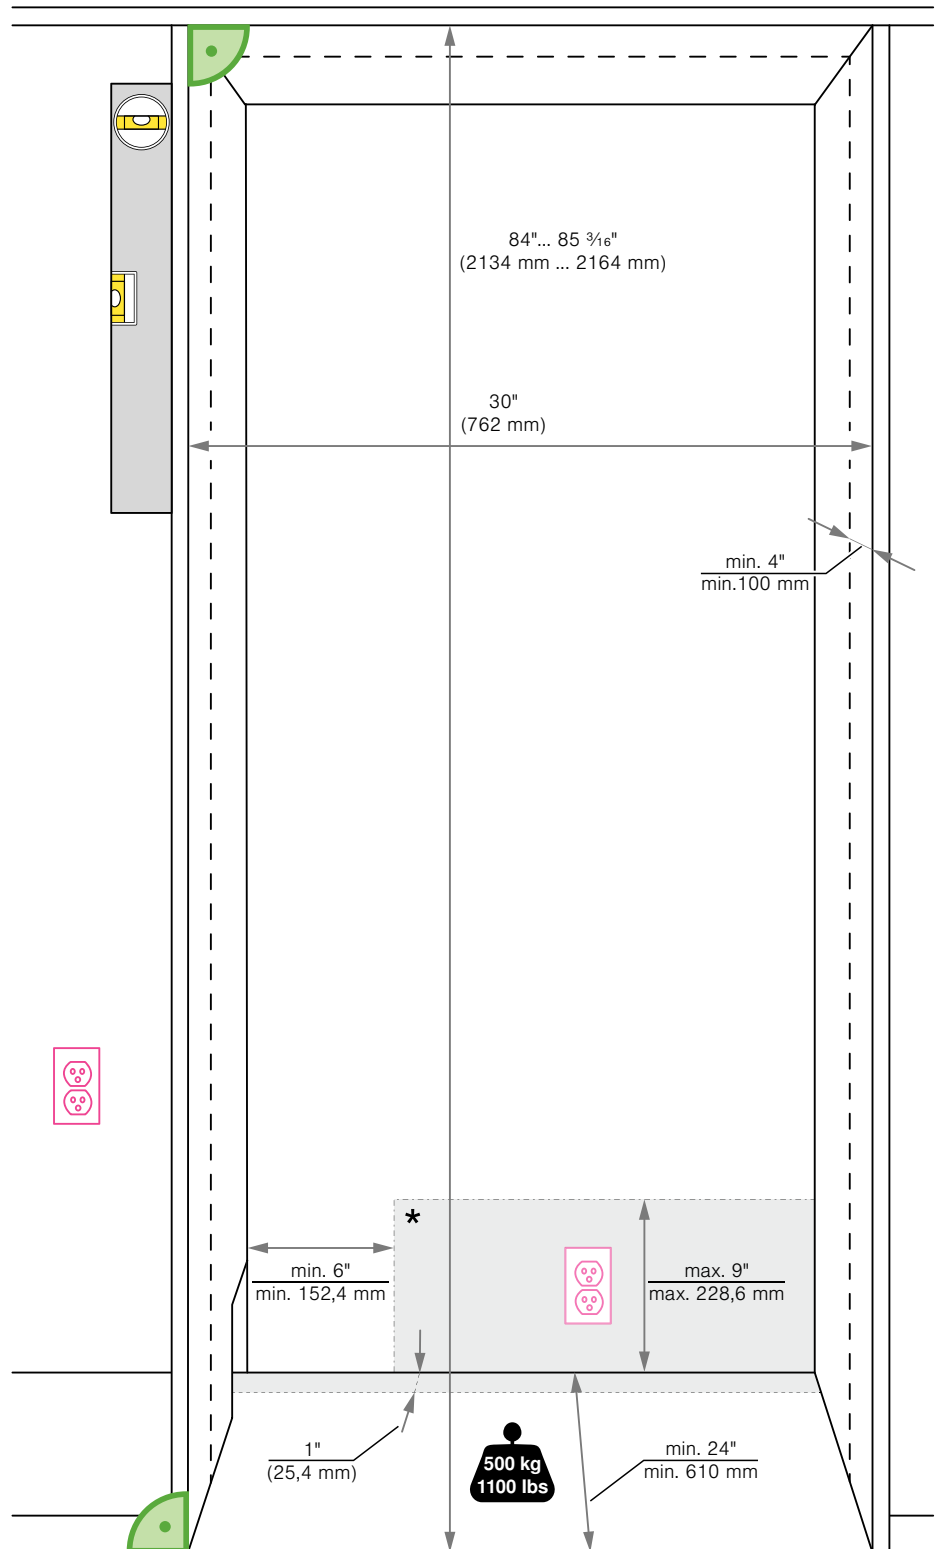 84"... 85 ³⁄₁₆"
(2134 mm ... 2164 mm)
30"
(762 mm)
min. 4"
min.100 mm
*
min. 6"
min. 152,4 mm
max. 9"
max. 228,6 mm
1"
(25,4 mm)
500 kg
1100 lbs
min. 24"
min. 610 mm